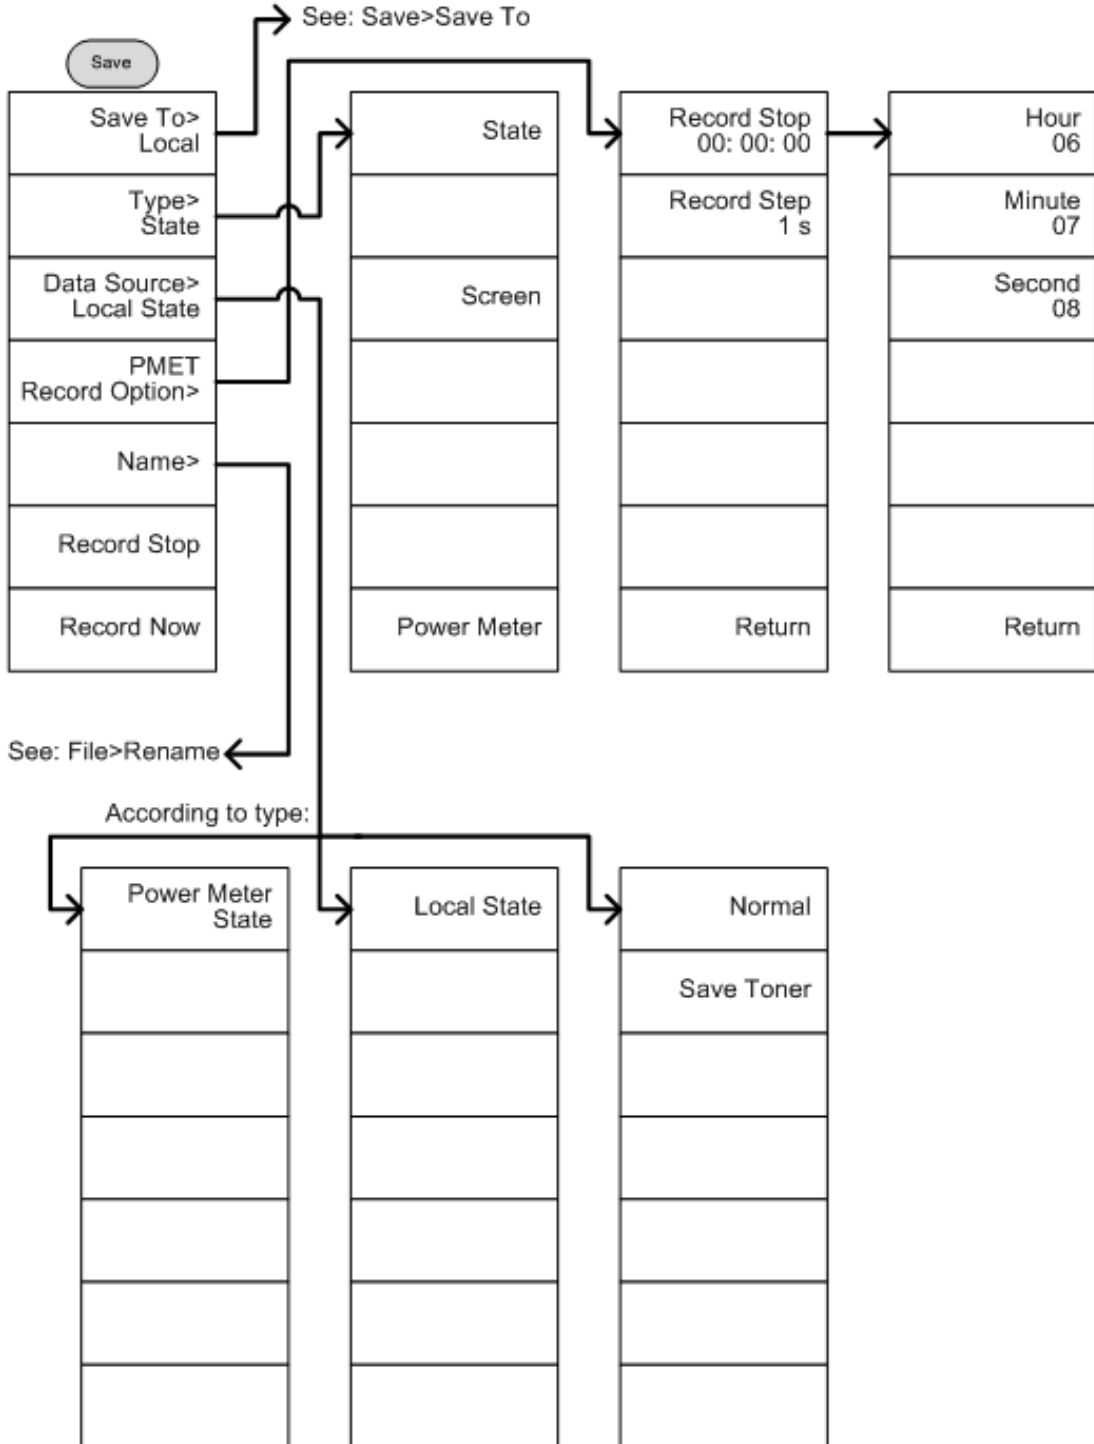 See: Save>Save To
Save
Save To>
Local
Type>
State
Data Source>
Local State
PMET
Record Option>
Name>
Record Stop
Record Now
State
Screen
Power Meter
Record Stop
00: 00: 00
Record Step
1 s
Return
Hour
06
Minute
07
Second
08
Return
See: File>Rename
According to type:
Power Meter
State
Local State
Normal
Save Toner